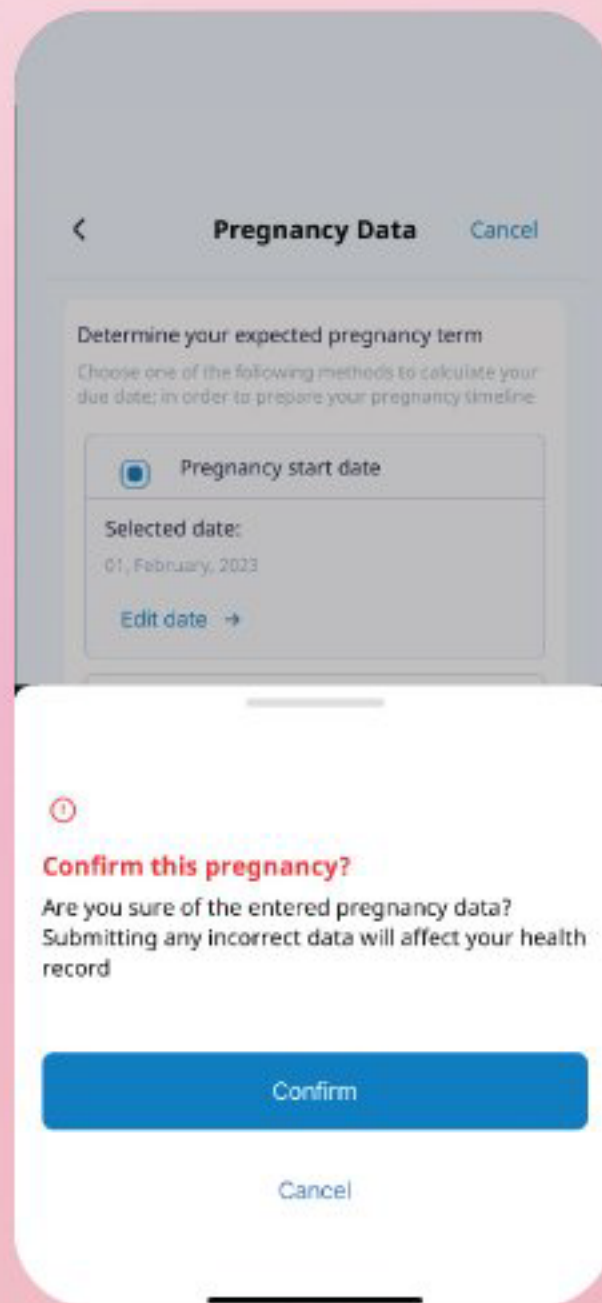 Pregnancy Data
Cancel
Determine your expected pregnancy term
Choose one of the following methods to calculate your
due date; in order to prepare your pregnancy timeline
Pregnancy start date
Selected date:
01, February, 2023
Edit date →
Confirm this pregnancy?
Are you sure of the entered pregnancy data?
Submitting any incorrect data will affect your health
record
Confirm
Cancel